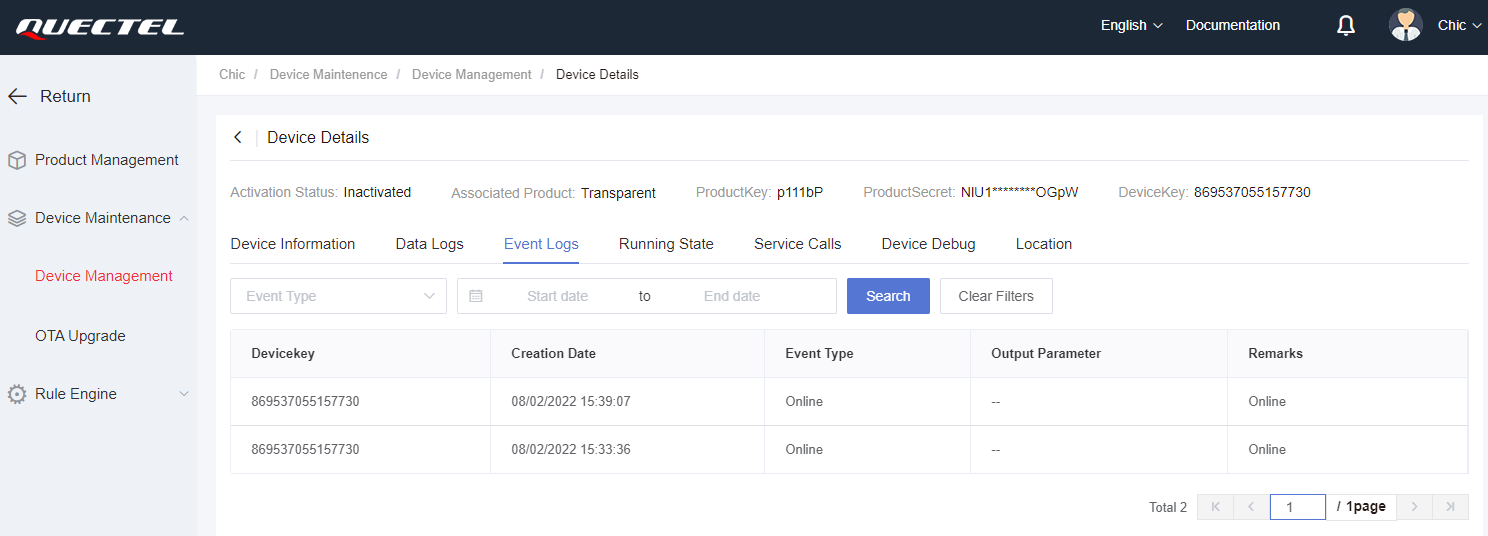 QUECTEL
English
Documentation
Chic
Return
Product Management
Device Maintenance
Device Management
OTA Upgrade
Rule Engine
Chic / Device Maintenence / Device Management / Device Details
Device Details
Activation Status: Inactivated
Associated Product: Transparent
ProductKey: p111bP
ProductSecret: NIU1********OGpW
DeviceKey: 869537055157730
Device Information
Data Logs
Event Logs
Running State
Service Calls
Device Debug
Location
Event Type
Start date to End date
Search
Clear Filters
Devicekey Creation Date Event Type Output Parameter Remarks
869537055157730 08/02/2022 15:39:07 Online -- Online
869537055157730 08/02/2022 15:33:36 Online -- Online
Total 2 1 / 1page